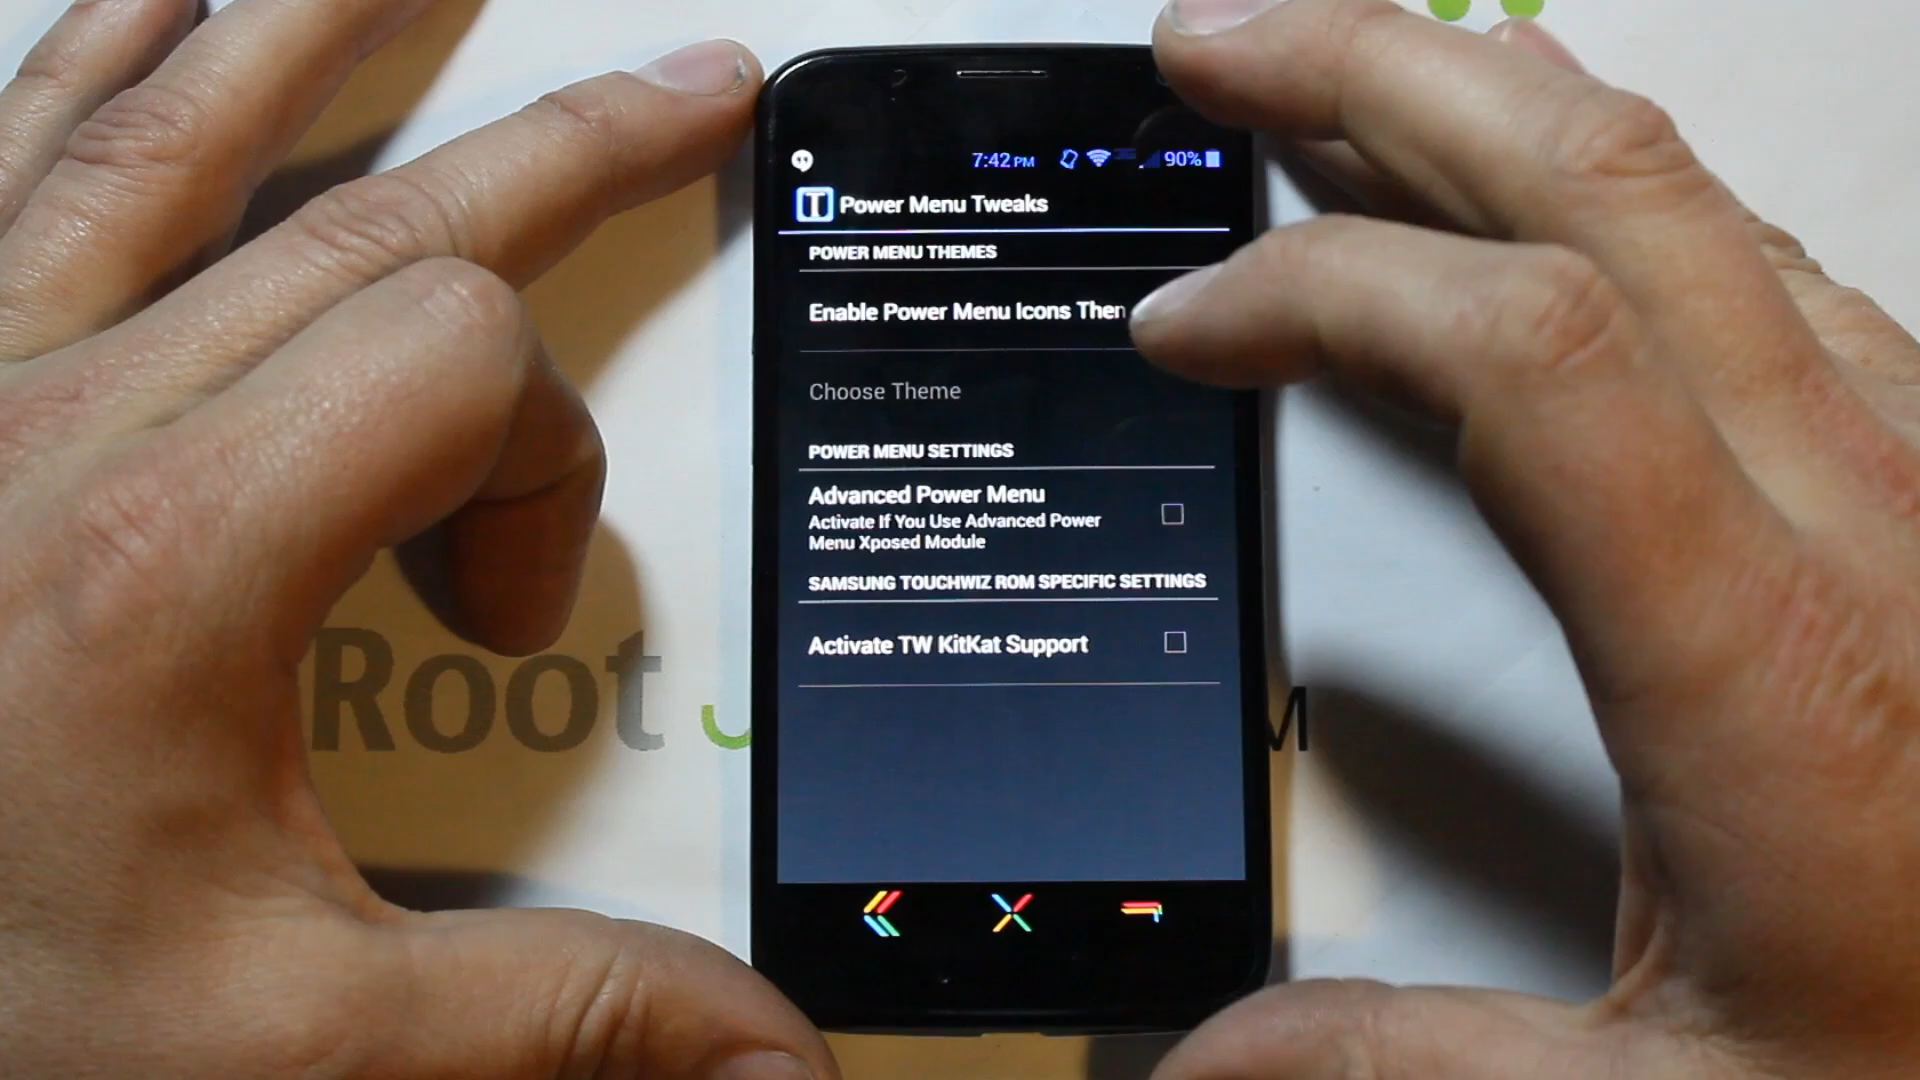 7:42 PM 90%
Power Menu Tweaks
POWER MENU THEMES
Enable Power Menu Icons
Choose Theme
POWER MENU SETTINGS
Advanced Power Menu
Activate If You Use Advanced Power
Menu Xposed Module
SAMSUNG TOUCHWIZ ROM SPECIFIC SETTINGS
Activate TW KitKat Support
Root